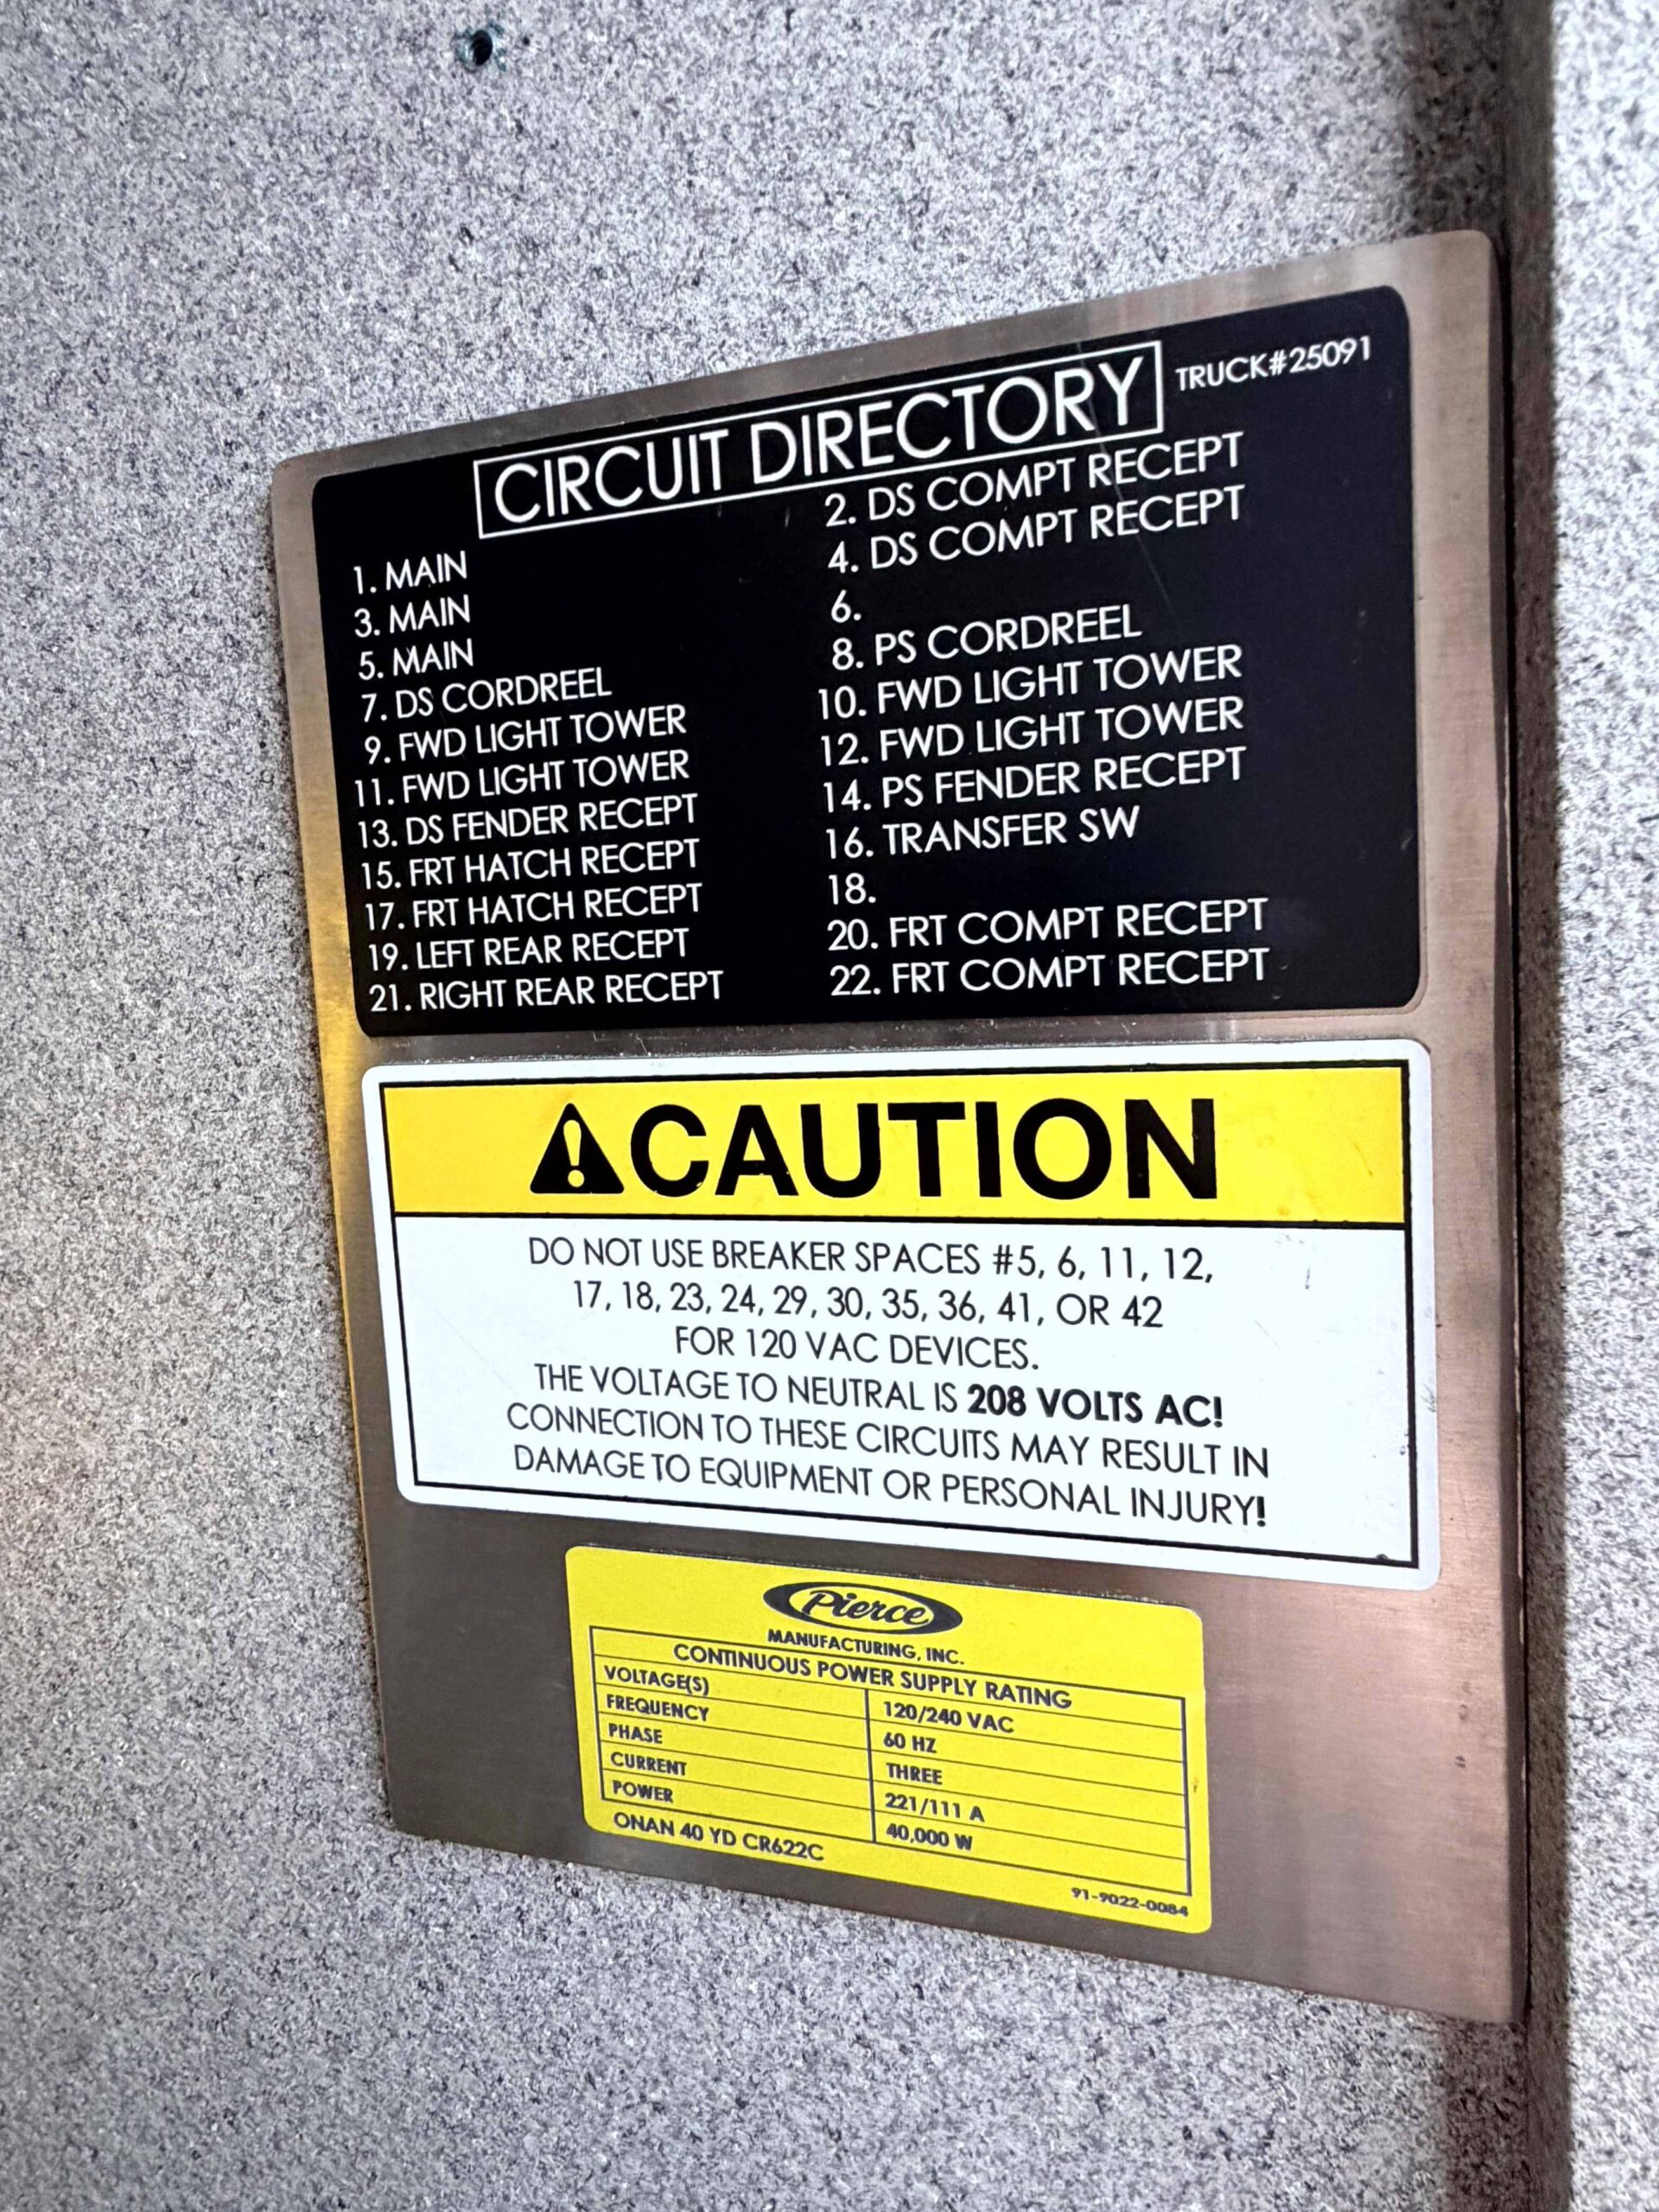 CIRCUIT DIRECTORY TRUCK#25091
1. MAIN
3. MAIN
5. MAIN
7. DS CORDREEL
9. FWD LIGHT TOWER
11. FWD LIGHT TOWER
13. DS FENDER RECEPT
15. FRT HATCH RECEPT
17. FRT HATCH RECEPT
19. LEFT REAR RECEPT
21. RIGHT REAR RECEPT
2. DS COMPT RECEPT
4. DS COMPT RECEPT
6.
8. PS CORDREEL
10. FWD LIGHT TOWER
12. FWD LIGHT TOWER
14. PS FENDER RECEPT
16. TRANSFER SW
18.
20. FRT COMPT RECEPT
22. FRT COMPT RECEPT
CAUTION
DO NOT USE BREAKER SPACES #5, 6, 11, 12,
17, 18, 23, 24, 29, 30, 35, 36, 41, OR 42
FOR 120 VAC DEVICES.
THE VOLTAGE TO NEUTRAL IS 208 VOLTS AC!
CONNECTION TO THESE CIRCUITS MAY RESULT IN
DAMAGE TO EQUIPMENT OR PERSONAL INJURY!
Pierce
MANUFACTURING, INC.
CONTINUOUS POWER SUPPLY RATING
VOLTAGE(S) 120/240 VAC
FREQUENCY 60 HZ
PHASE THREE
CURRENT 221/111 A
POWER 40,000 W
ONAN 40 YD CR622C
91-9022-0084